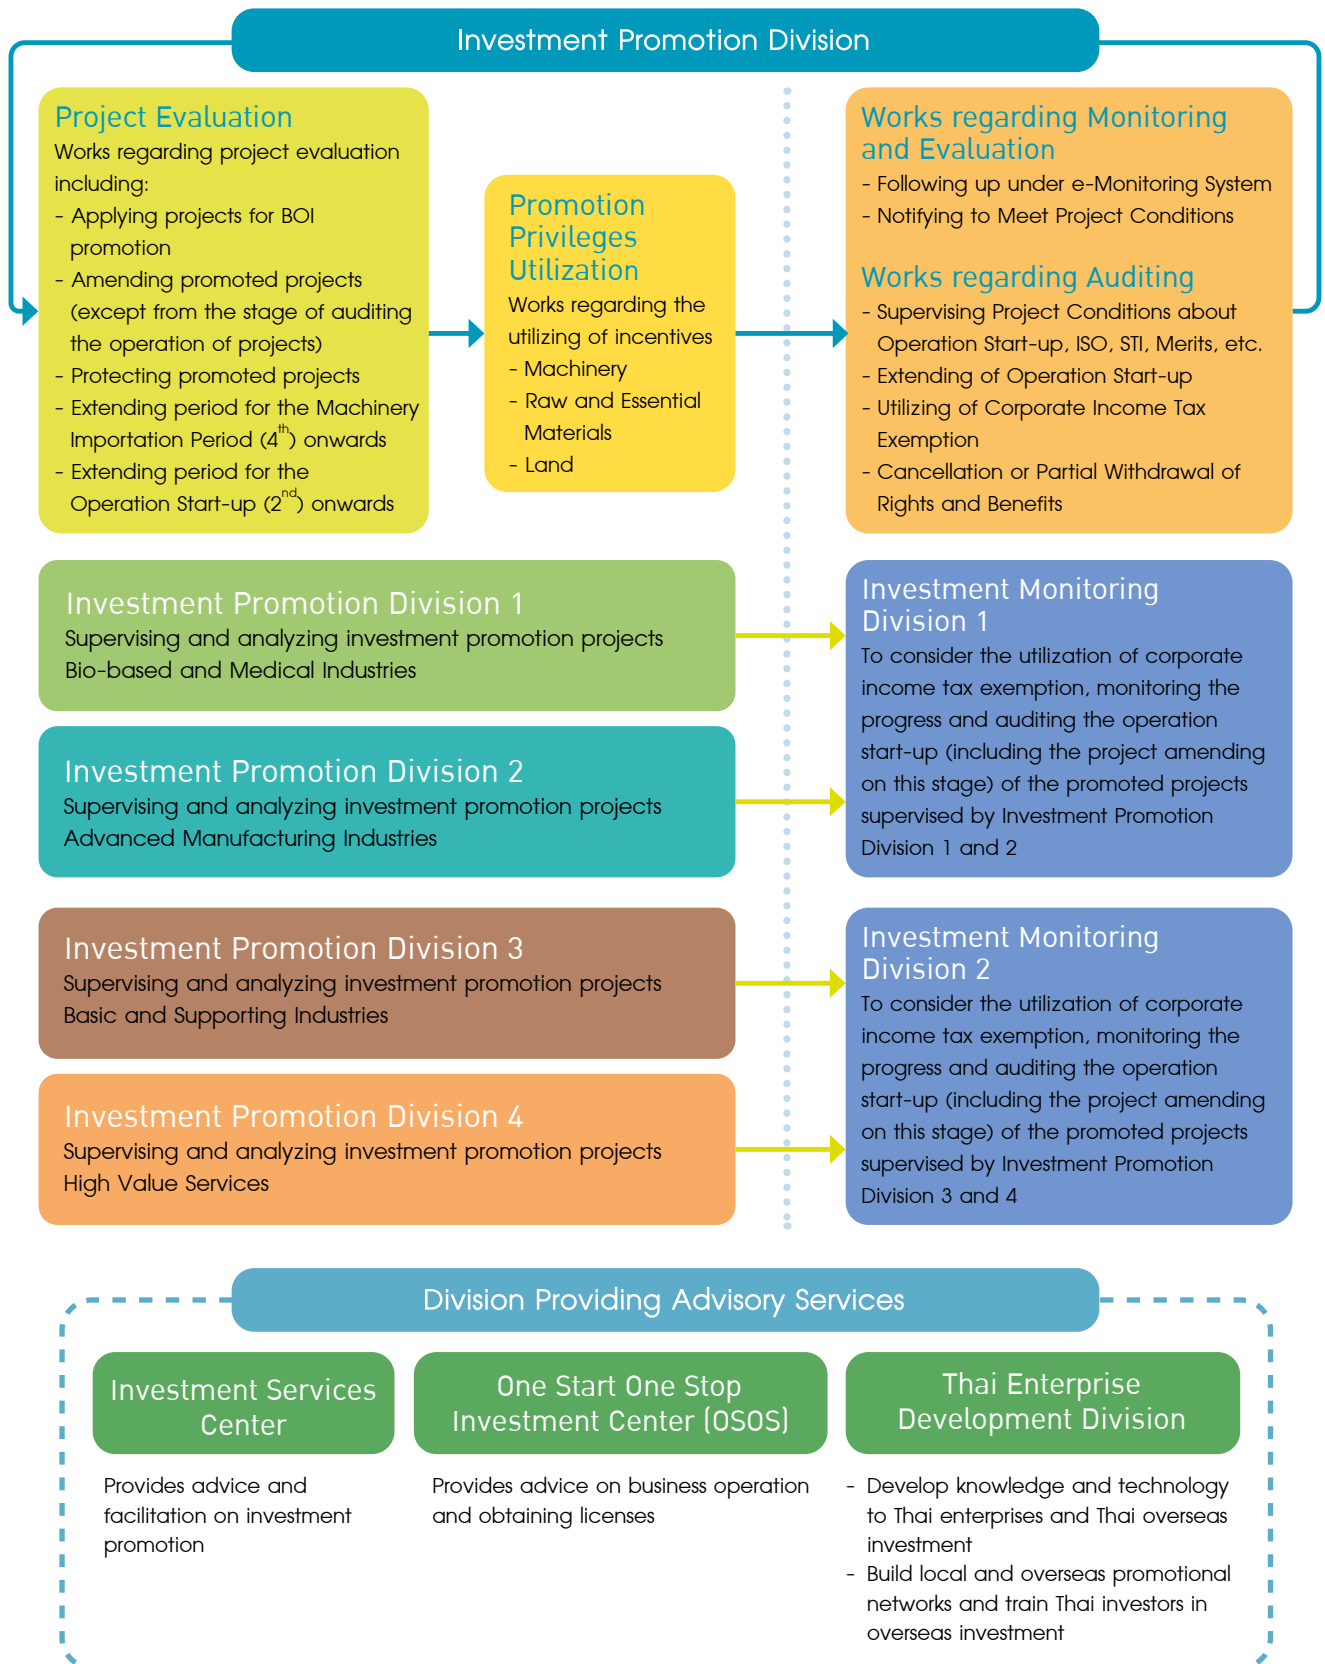 Investment Promotion Division
Project Evaluation
Works regarding project evaluation
including:
- Applying projects for BOI
promotion
- Amending promoted projects
(except from the stage of auditing
the operation of projects)
- Protecting promoted projects
- Extending period for the Machinery
Importation Period (4th) onwards
- Extending period for the
Operation Start-up (2nd) onwards
Promotion
Privileges
Utilization
Works regarding the
utilizing of incentives
- Machinery
- Raw and Essential
Materials
- Land
Works regarding Monitoring
and Evaluation
- Following up under e-Monitoring System
- Notifying to Meet Project Conditions
Works regarding Auditing
- Supervising Project Conditions about
Operation Start-up, ISO, STI, Merits, etc.
- Extending of Operation Start-up
- Utilizing of Corporate Income Tax
Exemption
- Cancellation or Partial Withdrawal of
Rights and Benefits
Investment Promotion Division 1
Supervising and analyzing investment promotion projects
Bio-based and Medical Industries
Investment Promotion Division 2
Supervising and analyzing investment promotion projects
Advanced Manufacturing Industries
Investment Monitoring
Division 1
To consider the utilization of corporate
income tax exemption, monitoring the
progress and auditing the operation
start-up (including the project amending
on this stage) of the promoted projects
supervised by Investment Promotion
Division 1 and 2
Investment Promotion Division 3
Supervising and analyzing investment promotion projects
Basic and Supporting Industries
Investment Promotion Division 4
Supervising and analyzing investment promotion projects
High Value Services
Investment Monitoring
Division 2
To consider the utilization of corporate
income tax exemption, monitoring the
progress and auditing the operation
start-up (including the project amending
on this stage) of the promoted projects
supervised by Investment Promotion
Division 3 and 4
Division Providing Advisory Services
Investment Services
Center
Provides advice and
facilitation on investment
promotion
One Start One Stop
Investment Center (OSOS)
Provides advice on business operation
and obtaining licenses
Thai Enterprise
Development Division
- Develop knowledge and technology
to Thai enterprises and Thai overseas
investment
- Build local and overseas promotional
networks and train Thai investors in
overseas investment